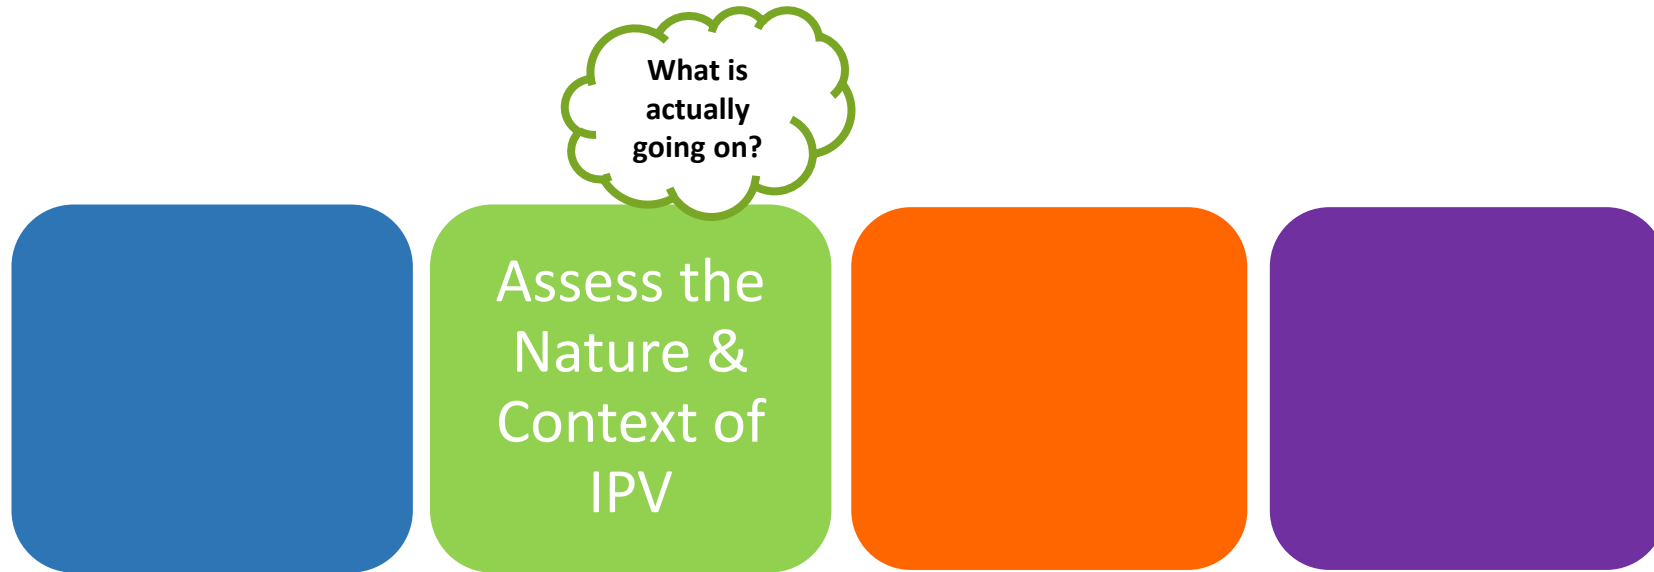 What is
actually
going on?
Assess the
Nature &
Context of
IPV